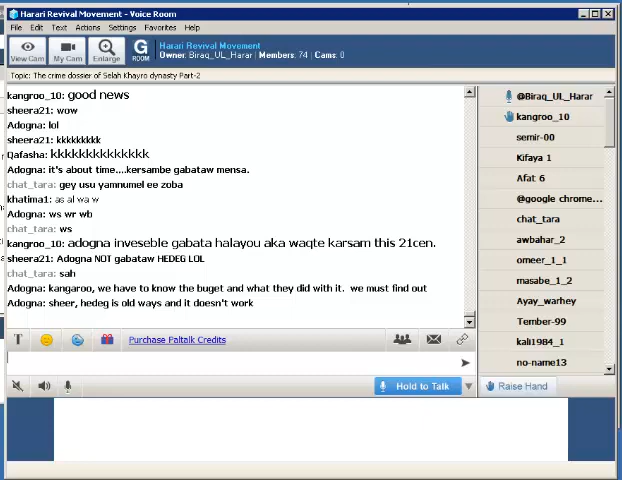 Harari Revival Movement - Voice Room
File Edit Text Actions Settings Favorites Help
View Cam My Cam Enlarge G ROOM
Harari Revival Movement
Owner: Biraq_UL_Harar | Members: 74 | Cams: 0
Topic: The crime dossier of Selah Khayro dynasty Part-2
kangroo_10: good news
sheera21: wow
Adogna: lol
sheera21: kkkkkkkkk
Qafasha: kkkkkkkkkkkkkk
Adogna: it's about time....kersambe gabataw mensa.
chat_tara: gey usu yamnumel ee zoba
khatima1: as al wa w
Adogna: ws wr wb
chat_tara: ws
kangroo_10: adogna inveseble gabata halayou aka waqte karsam this 21cen.
sheera21: Adogna NOT gabataw HEDEG LOL
chat_tara: sah
Adogna: kangaroo, we have to know the buget and what they did with it. we must find out
Adogna: sheer, hedeg is old ways and it doesn't work
@Biraq_UL_Harar
kangroo_10
semir-00
Kifaya 1
Afat 6
@google chrome...
chat_tara
awbahar_2
omeer_1_1
masabe_1_2
Ayay_warhey
Tember-99
kali1984_1
no-name13
T Purchase Paltalk Credits
Hold to Talk
Raise Hand